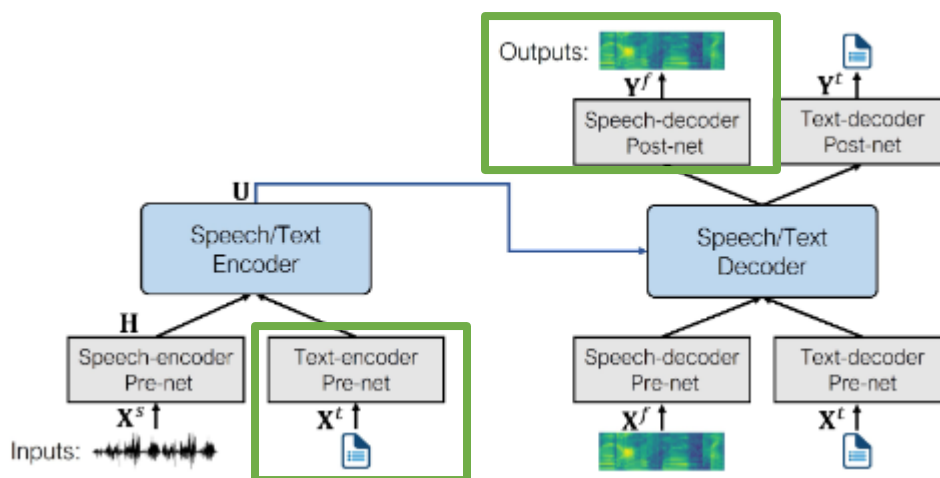 Outputs:
Y^f
Y^t
Speech-decoder
Post-net
Text-decoder
Post-net
U
Speech/Text
Encoder
Speech/Text
Decoder
H
Speech-encoder
Pre-net
Text-encoder
Pre-net
Speech-decoder
Pre-net
Text-decoder
Pre-net
X^s
X^t
X^f
X^t
Inputs: